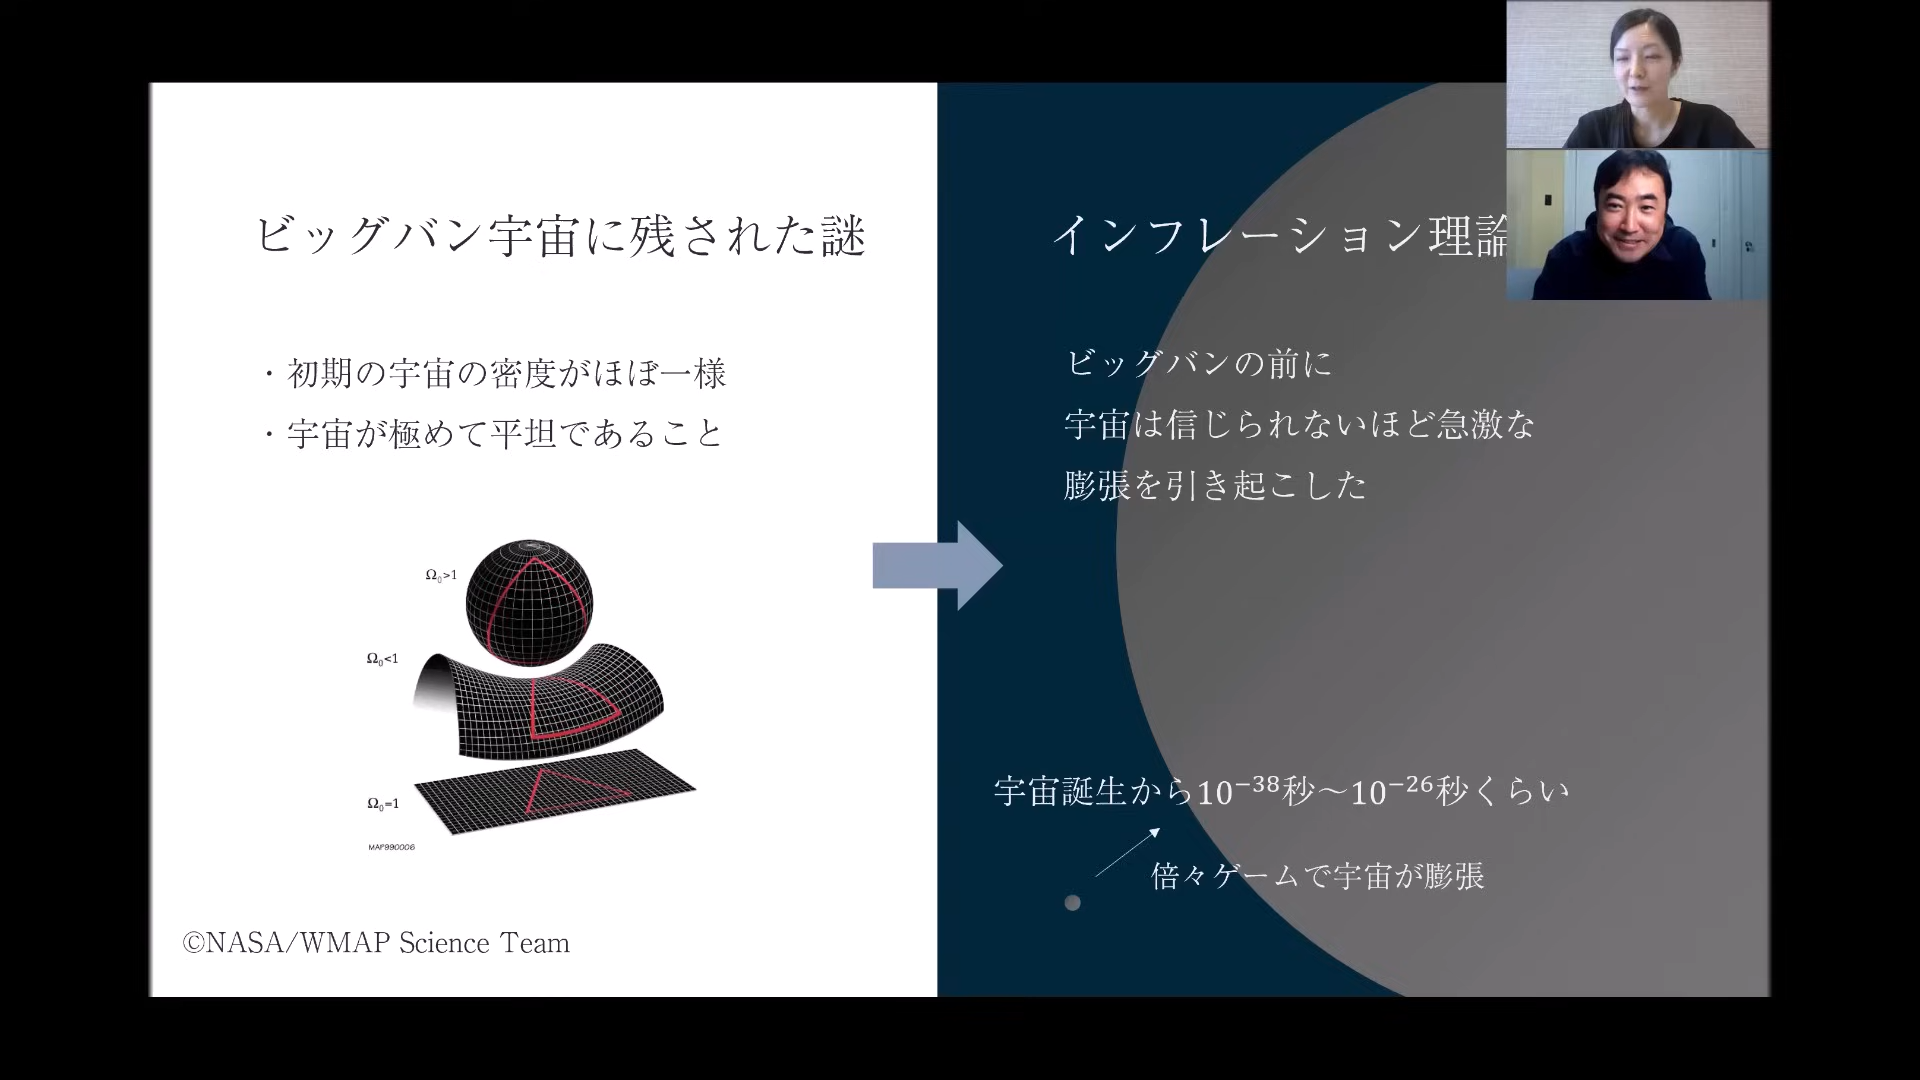 ビッグバン宇宙に残された謎
・初期の宇宙の密度がほぼ一様
・宇宙が極めて平坦であること
Ω₀>1
Ω₀<1
Ω₀=1
MAP990006
©NASA/WMAP Science Team
インフレーション理論
ビッグバンの前に
宇宙は信じられないほど急激な
膨張を引き起こした
宇宙誕生から10⁻³⁸秒～10⁻²⁶秒くらい
倍々ゲームで宇宙が膨張